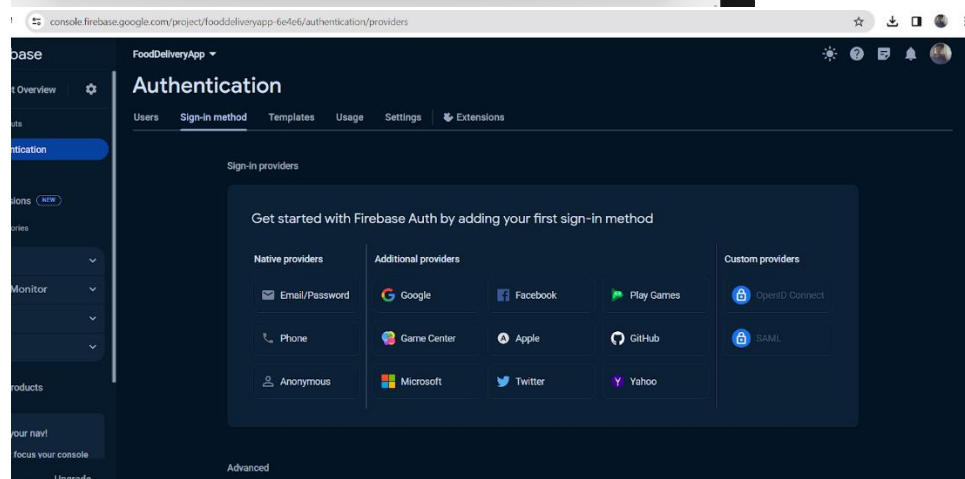 console.firebase.google.com/project/fooddeliveryapp-6e4e6/authentication/providers
base
FoodDeliveryApp
t Overview
Authentication
uts
Users Sign-in method Templates Usage Settings Extensions
ntication
Sign-in providers
sions NEW
ories
Get started with Firebase Auth by adding your first sign-in method
Native providers Additional providers Custom providers
Monitor
Email/Password Google Facebook Play Games OpenID Connect
Phone Game Center Apple GitHub SAML
Anonymous Microsoft Twitter Yahoo
roducts
your nav!
focus your console
Advanced
Upgrade